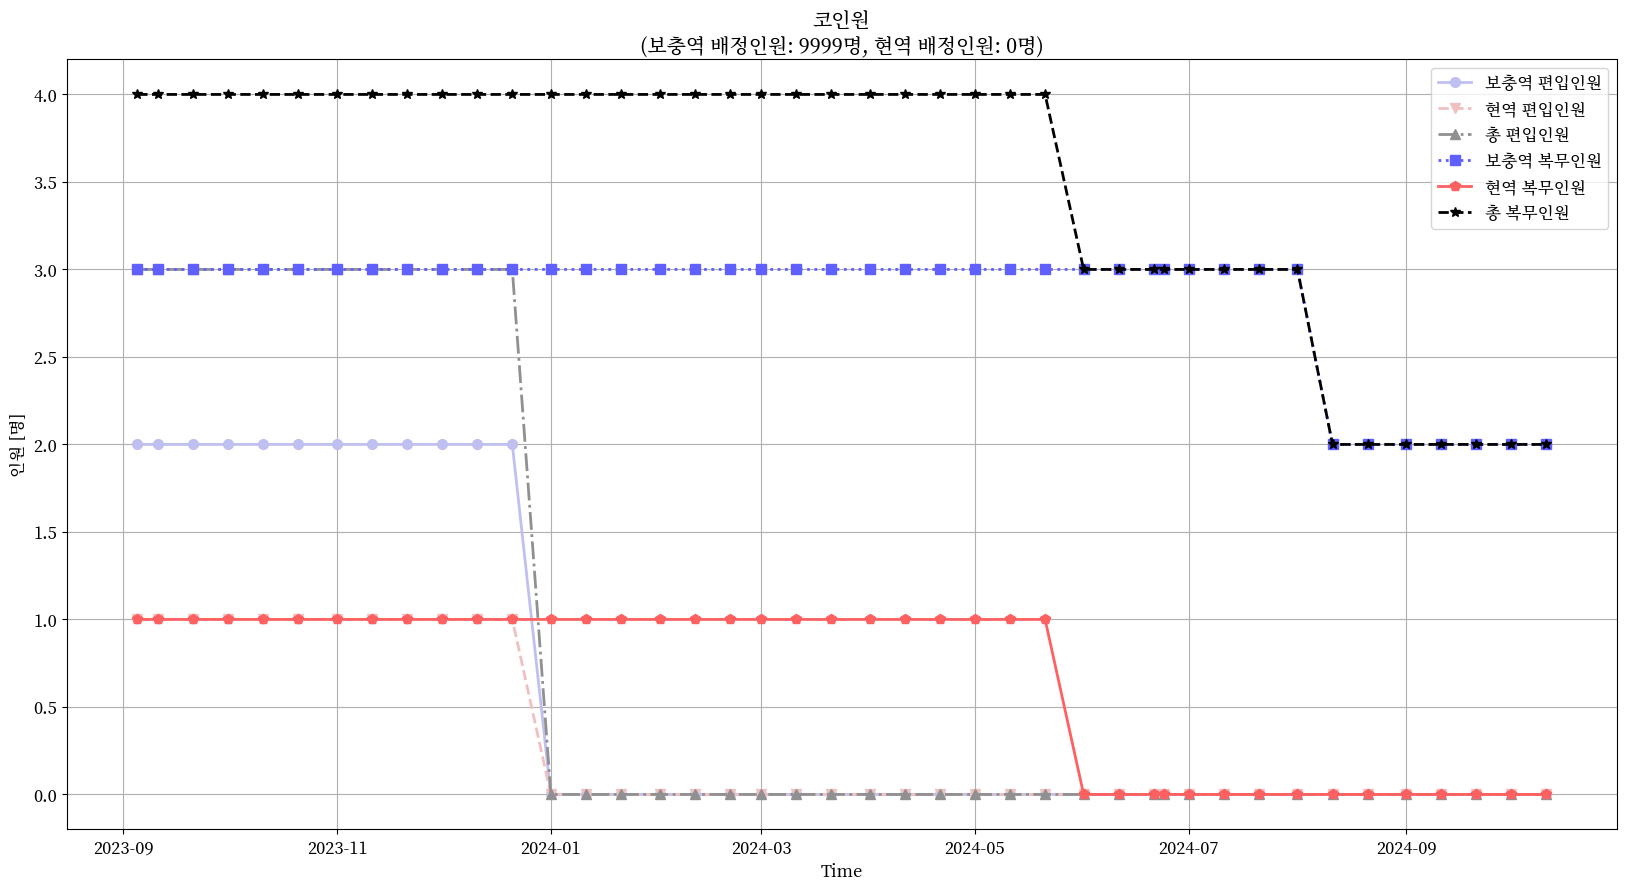 코인원
(보충역 배정인원: 9999명, 현역 배정인원: 0명)
보충역 편입인원
현역 편입인원
총 편입인원
보충역 복무인원
현역 복무인원
총 복무인원
인원 [명]
4.0
3.5
3.0
2.5
2.0
1.5
1.0
0.5
0.0
2023-09
2023-11
2024-01
2024-03
2024-05
2024-07
2024-09
Time